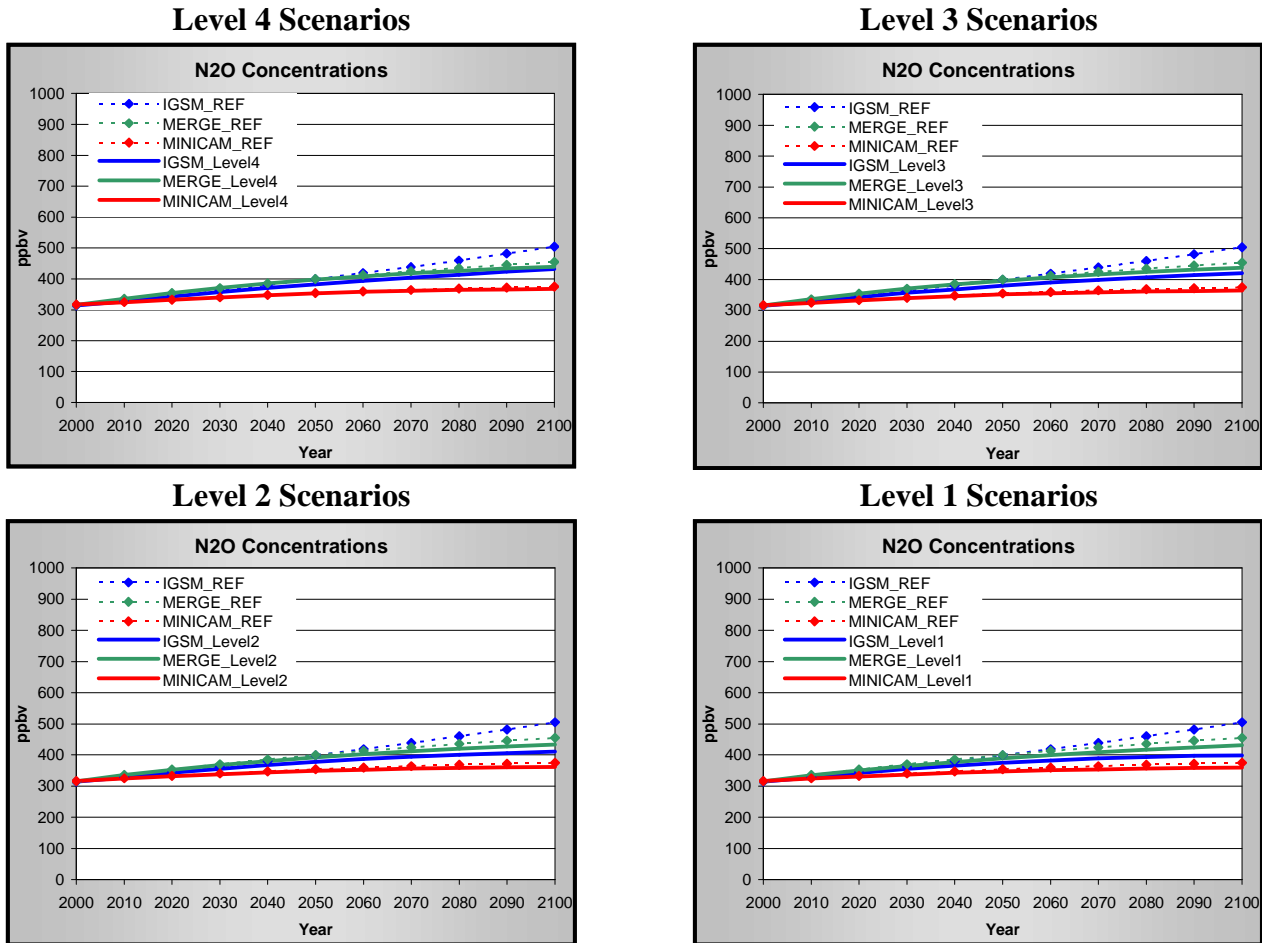 Level 4 Scenarios
N2O Concentrations
1000
900
800
700
600
500
400
300
200
100
0
ppbv
IGSM_REF
MERGE_REF
MINICAM_REF
IGSM_Level4
MERGE_Level4
MINICAM_Level4
2000 2010 2020 2030 2040 2050 2060 2070 2080 2090 2100
Year
Level 3 Scenarios
N2O Concentrations
1000
900
800
700
600
500
400
300
200
100
0
ppbv
IGSM_REF
MERGE_REF
MINICAM_REF
IGSM_Level3
MERGE_Level3
MINICAM_Level3
2000 2010 2020 2030 2040 2050 2060 2070 2080 2090 2100
Year
Level 2 Scenarios
N2O Concentrations
1000
900
800
700
600
500
400
300
200
100
0
ppbv
IGSM_REF
MERGE_REF
MINICAM_REF
IGSM_Level2
MERGE_Level2
MINICAM_Level2
2000 2010 2020 2030 2040 2050 2060 2070 2080 2090 2100
Year
Level 1 Scenarios
N2O Concentrations
1000
900
800
700
600
500
400
300
200
100
0
ppbv
IGSM_REF
MERGE_REF
MINICAM_REF
IGSM_Level1
MERGE_Level1
MINICAM_Level1
2000 2010 2020 2030 2040 2050 2060 2070 2080 2090 2100
Year